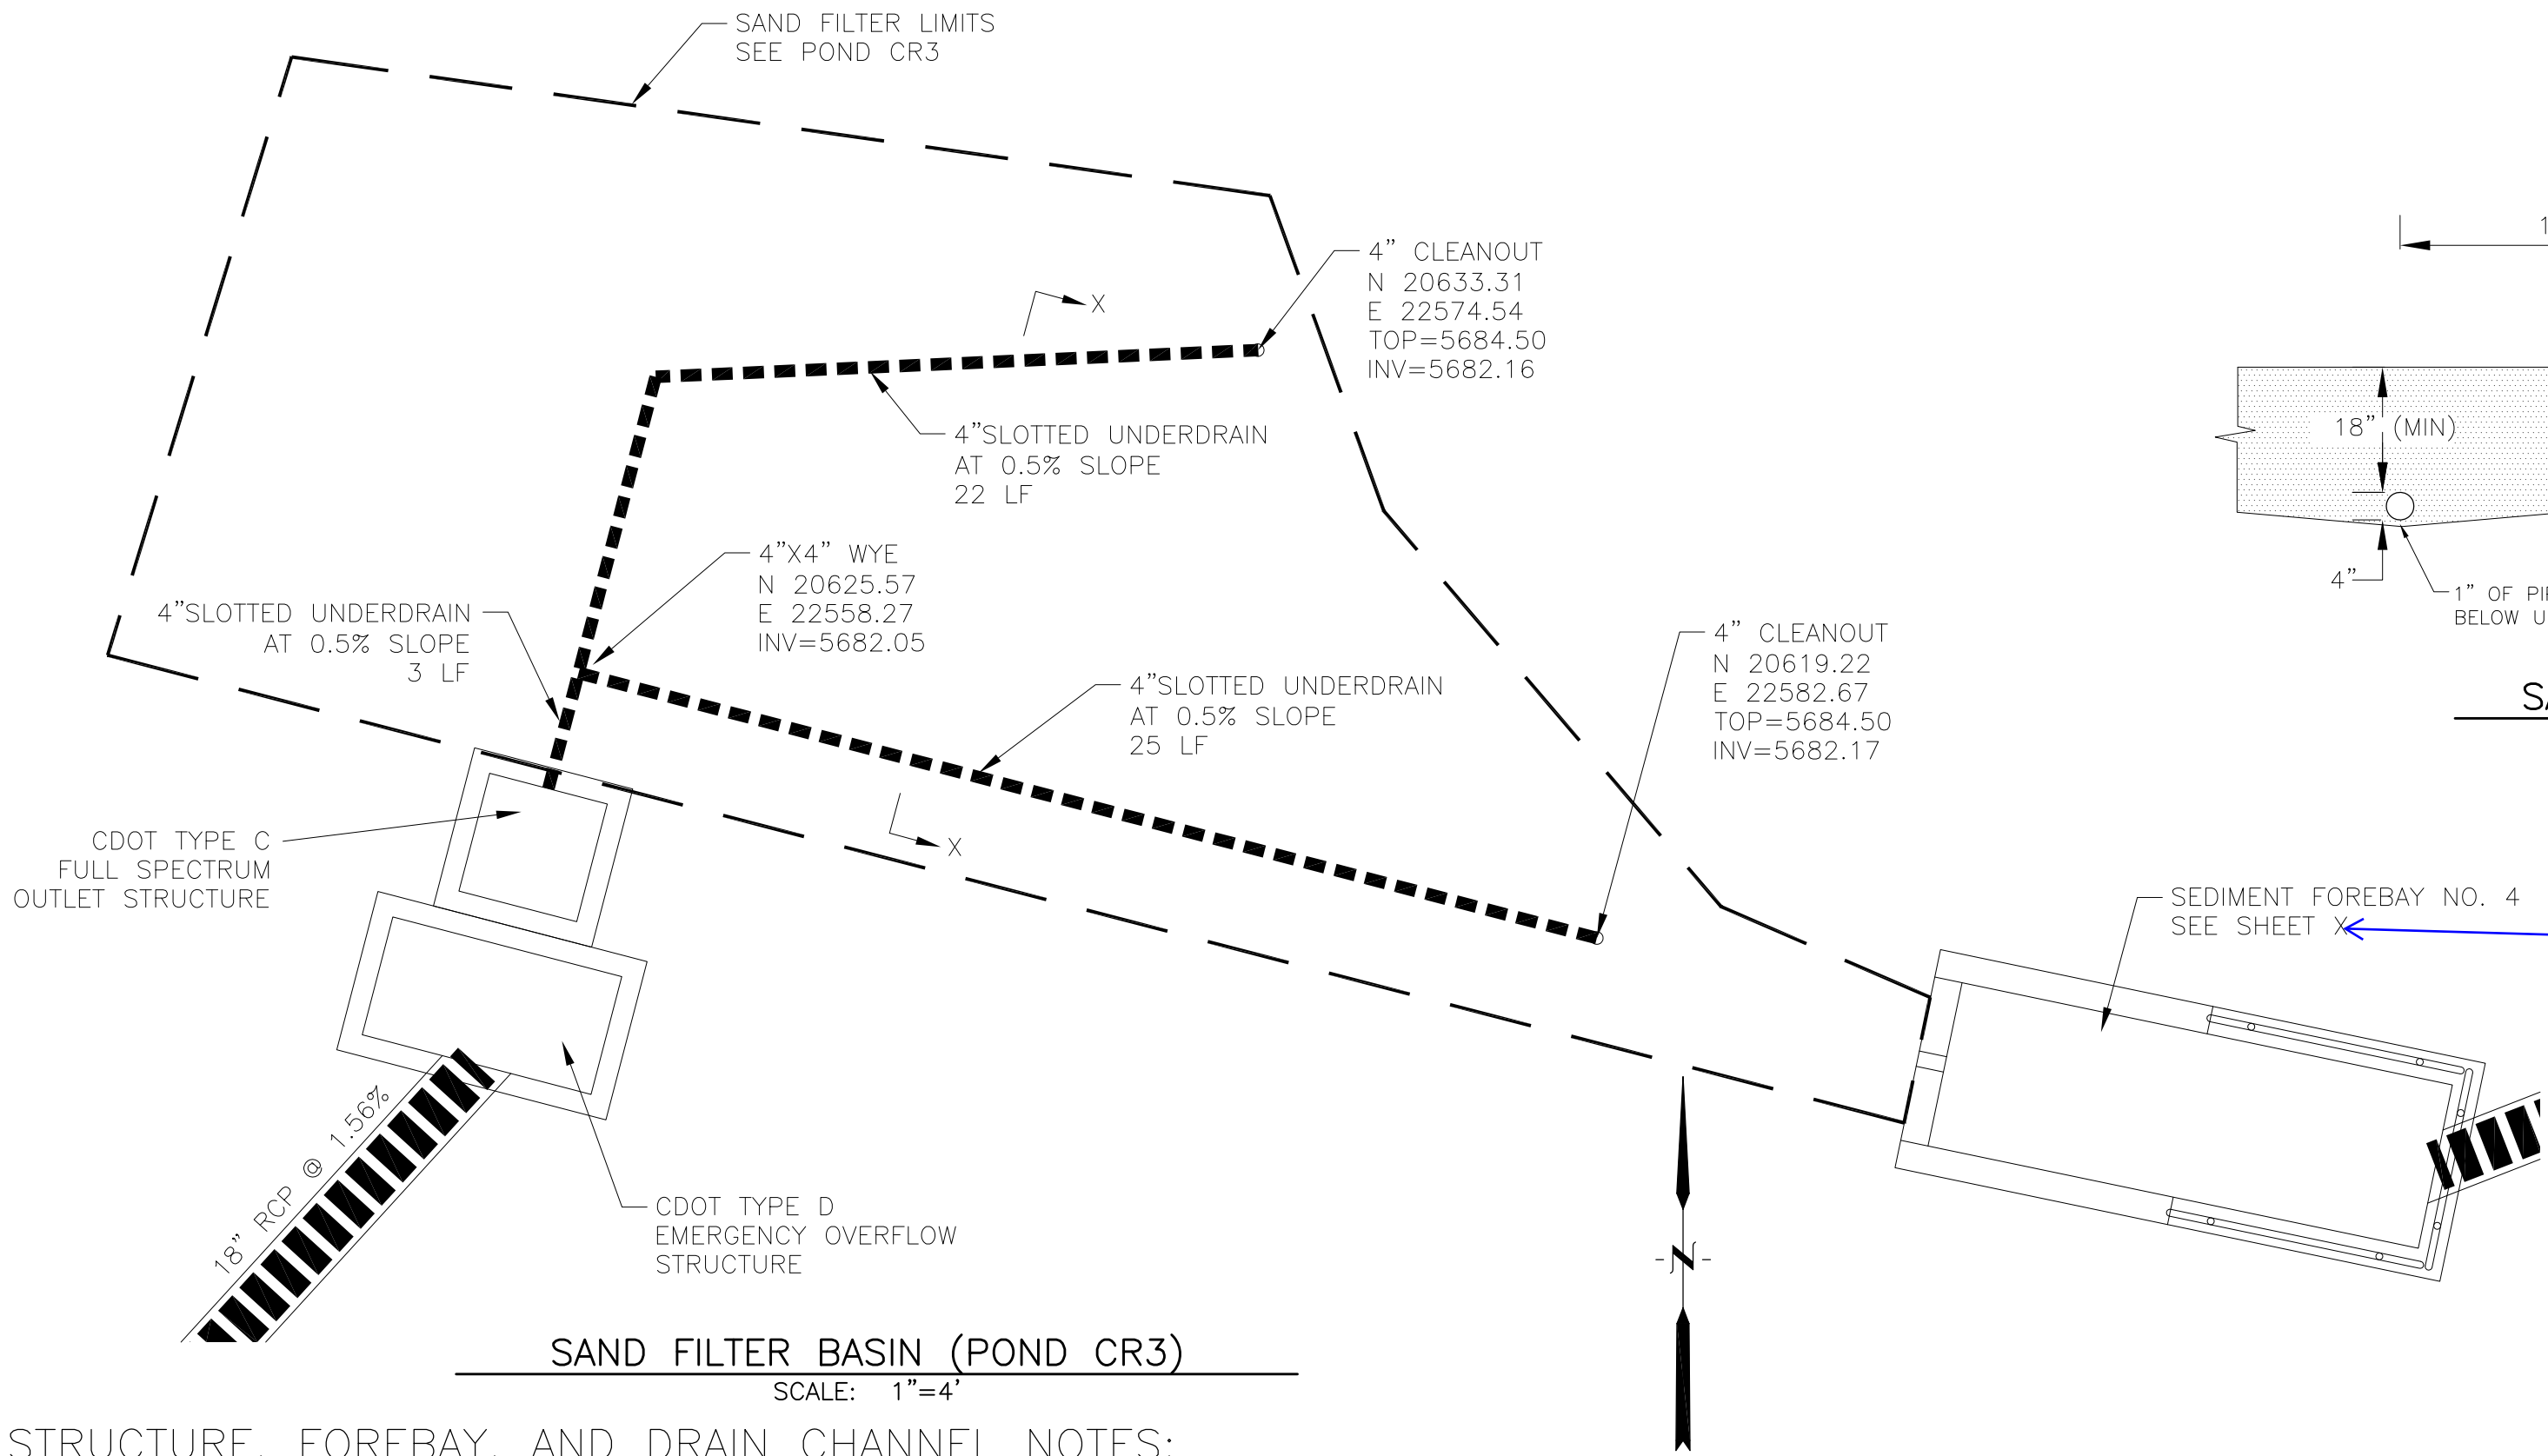 SAND FILTER LIMITS
SEE POND CR3
4" CLEANOUT
N 20633.31
E 22574.54
TOP=5684.50
INV=5682.16
X
4"SLOTTED UNDERDRAIN
AT 0.5% SLOPE
22 LF
4"X4" WYE
N 20625.57
E 22558.27
INV=5682.05
4"SLOTTED UNDERDRAIN
AT 0.5% SLOPE
3 LF
4" CLEANOUT
N 20619.22
E 22582.67
TOP=5684.50
INV=5682.17
4"SLOTTED UNDERDRAIN
AT 0.5% SLOPE
25 LF
X
CDOT TYPE C
FULL SPECTRUM
OUTLET STRUCTURE
18" RCP @ 1.56%
CDOT TYPE D
EMERGENCY OVERFLOW
STRUCTURE
SEDIMENT FOREBAY NO. 4
SEE SHEET X
1
18" (MIN)
4"
1" OF
BELOW
N
SAND FILTER BASIN (POND CR3)
SCALE: 1"=4'
STRUCTURE, FOREBAY, AND DRAIN CHANNEL NOTES: